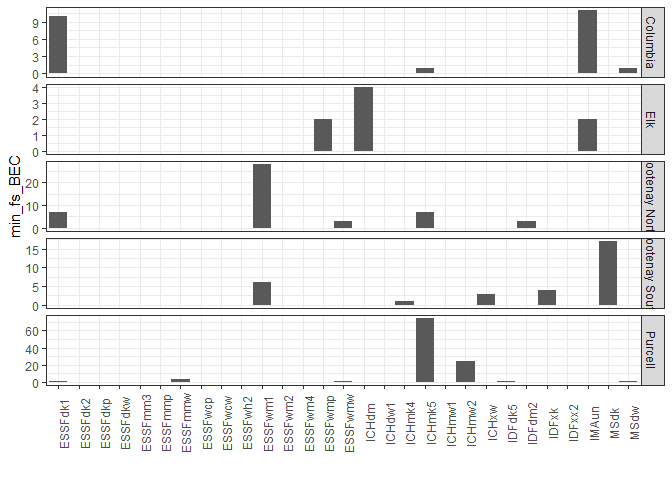 min_fs_BEC
9
6
3
0
Columbia
4
3
2
1
0
Elk
20
10
0
ootenay Nort
15
10
5
0
ootenay Sout
60
40
20
0
Purcell
ESSFdk1
ESSFdk2
ESSFdkp
ESSFdkw
ESSFmm3
ESSFmmp
ESSFmmw
ESSFwcp
ESSFwcw
ESSFwh2
ESSFwm1
ESSFwm2
ESSFwm4
ESSFwmp
ESSFwmw
ICHdm
ICHdw1
ICHmk4
ICHmk5
ICHmw1
ICHmw2
ICHxw
IDFdk5
IDFdm2
IDFxk
IDFxx2
IMAun
MSdk
MSdw